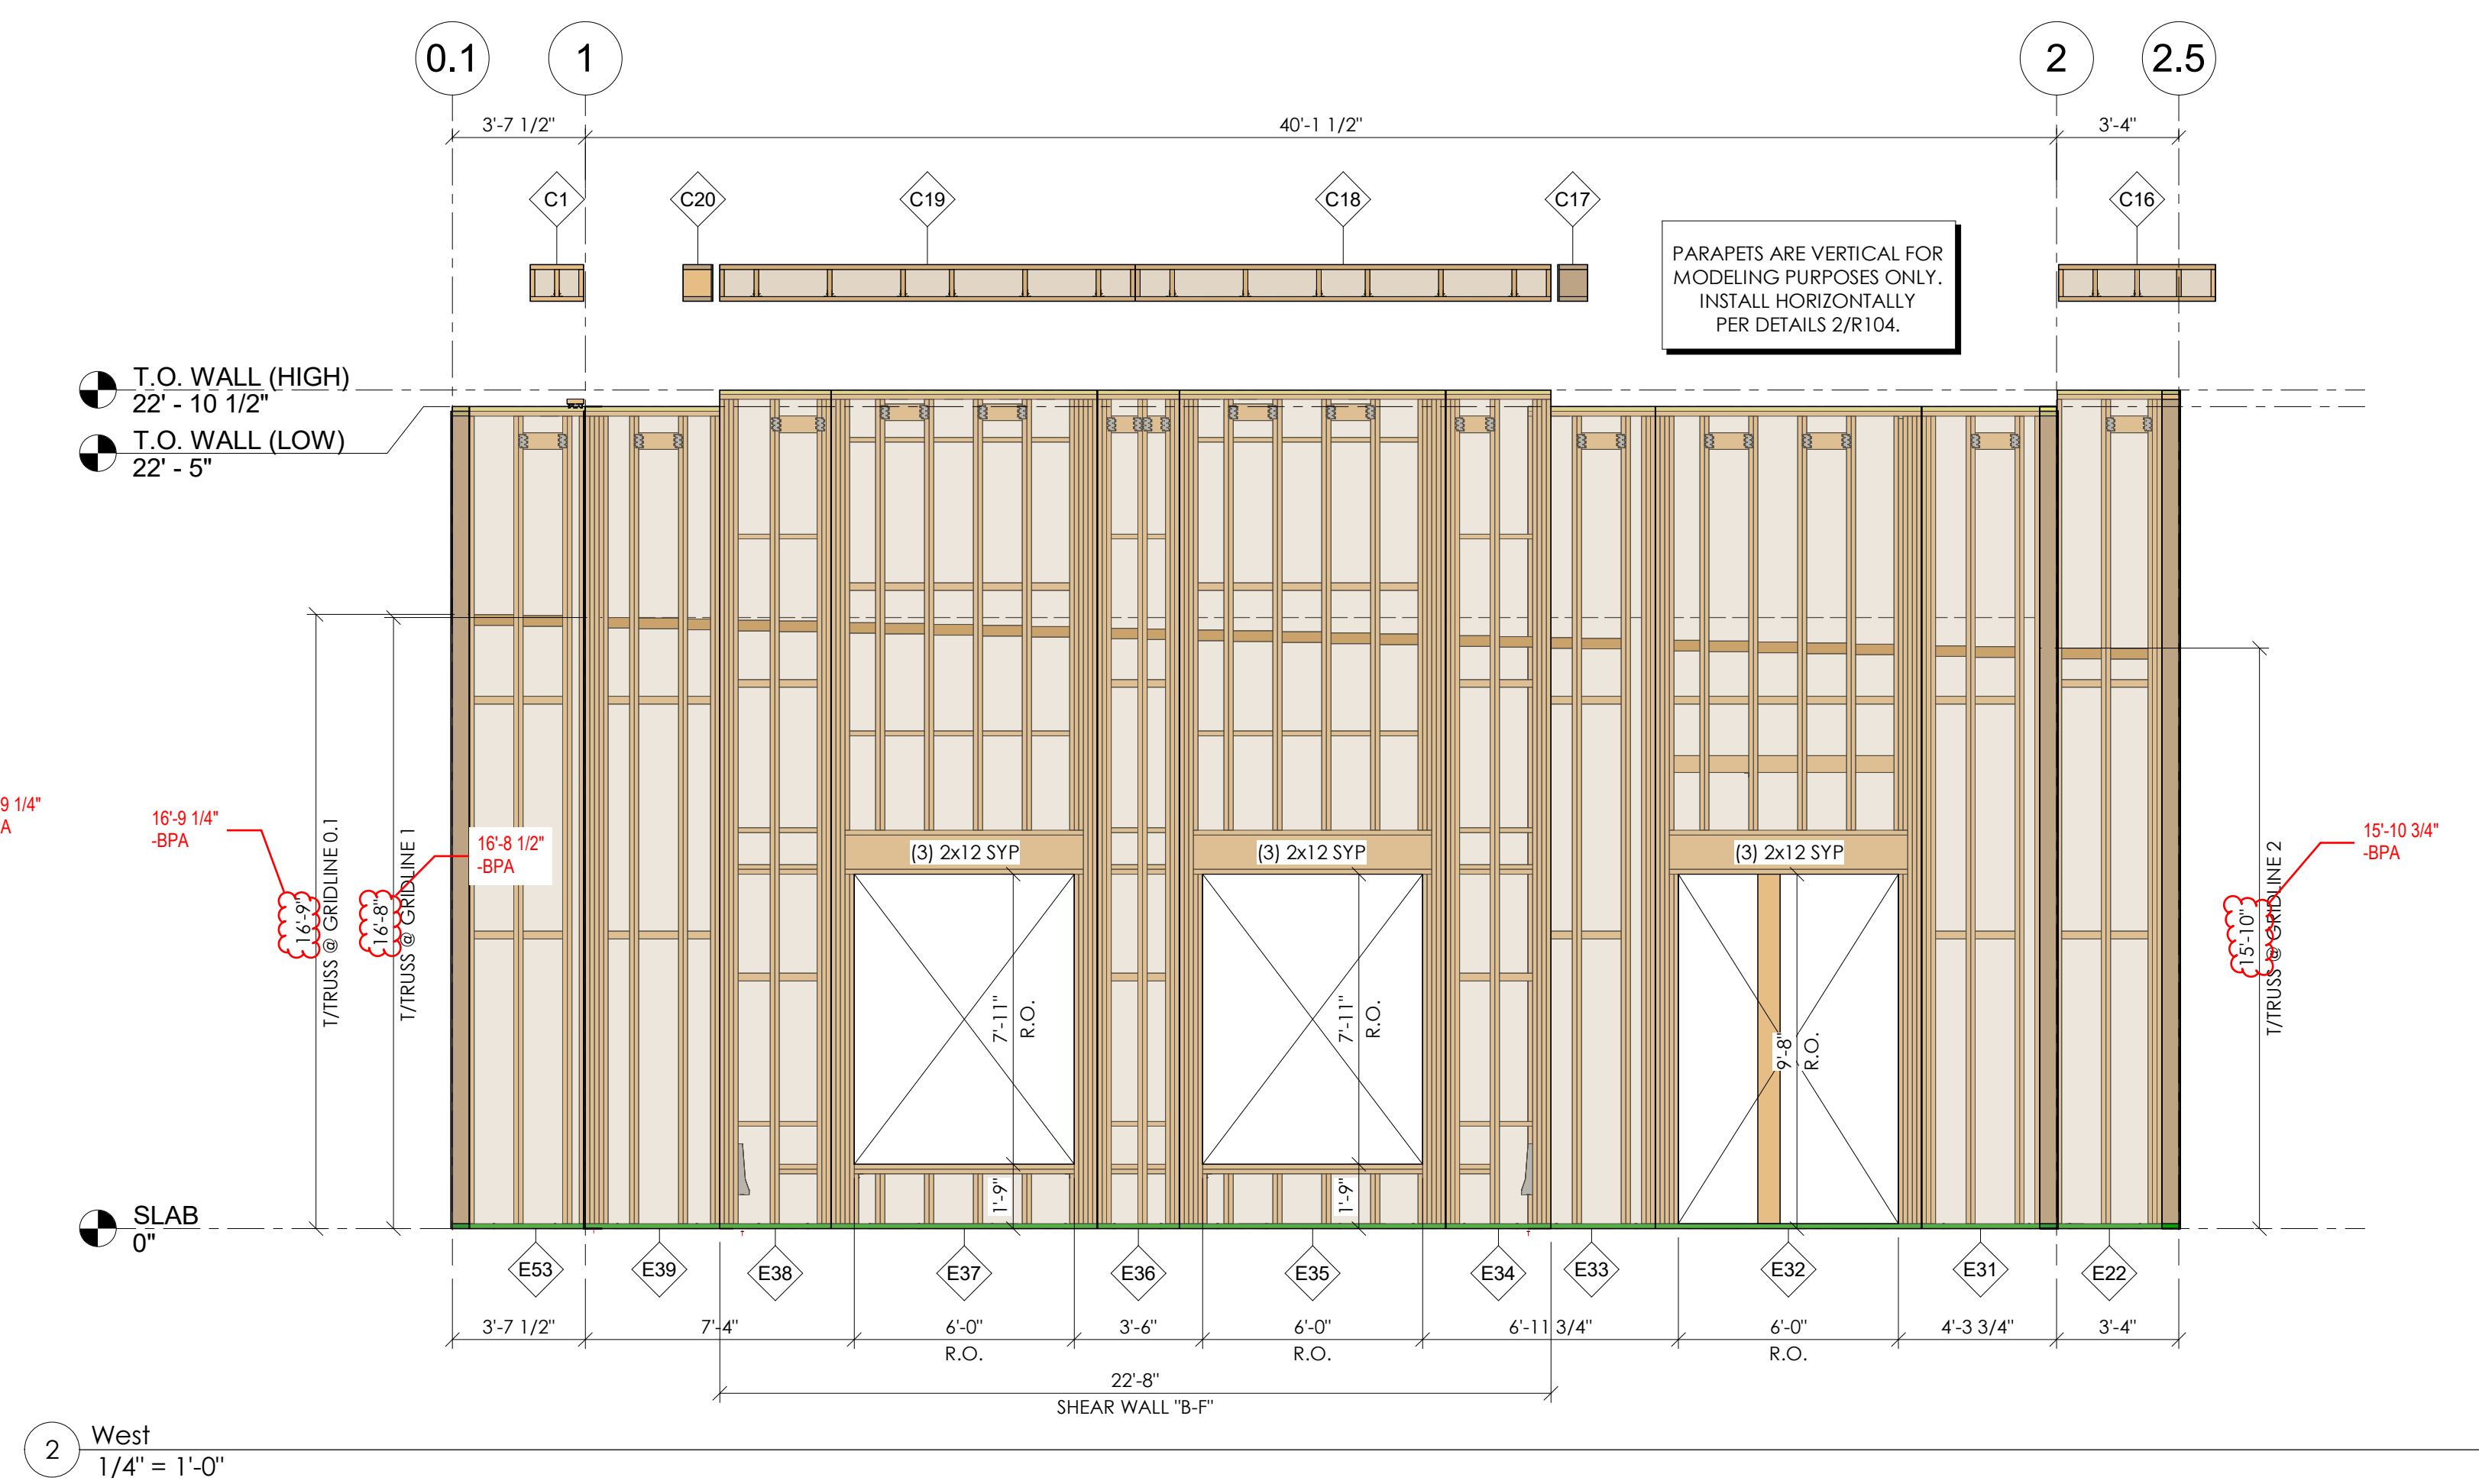 0.1
1
2
2.5
3'-7 1/2"
40'-1 1/2"
3'-4"
C1
C20
C19
C18
C17
C16
PARAPETS ARE VERTICAL FOR
MODELING PURPOSES ONLY.
INSTALL HORIZONTALLY
PER DETAILS 2/R104.
T.O. WALL (HIGH)
22' - 10 1/2"
T.O. WALL (LOW)
22' - 5"
9 1/4"
A
16'-9 1/4"
-BPA
16'-9"
T/TRUSS @ GRIDLINE 0.1
16'-8"
T/TRUSS @ GRIDLINE 1
16'-8 1/2"
-BPA
(3) 2x12 SYP
(3) 2x12 SYP
(3) 2x12 SYP
7'-11"
R.O.
7'-11"
R.O.
9'-8"
R.O.
1'-9"
1'-9"
15'-10 3/4"
-BPA
15'-10"
T/TRUSS @ GRIDLINE 2
SLAB
0"
E53
E39
E38
E37
E36
E35
E34
E33
E32
E31
E22
3'-7 1/2"
7'-4"
6'-0"
R.O.
3'-6"
6'-0"
R.O.
6'-11 3/4"
6'-0"
R.O.
4'-3 3/4"
3'-4"
22'-8"
SHEAR WALL "B-F"
2
West
1/4" = 1'-0"